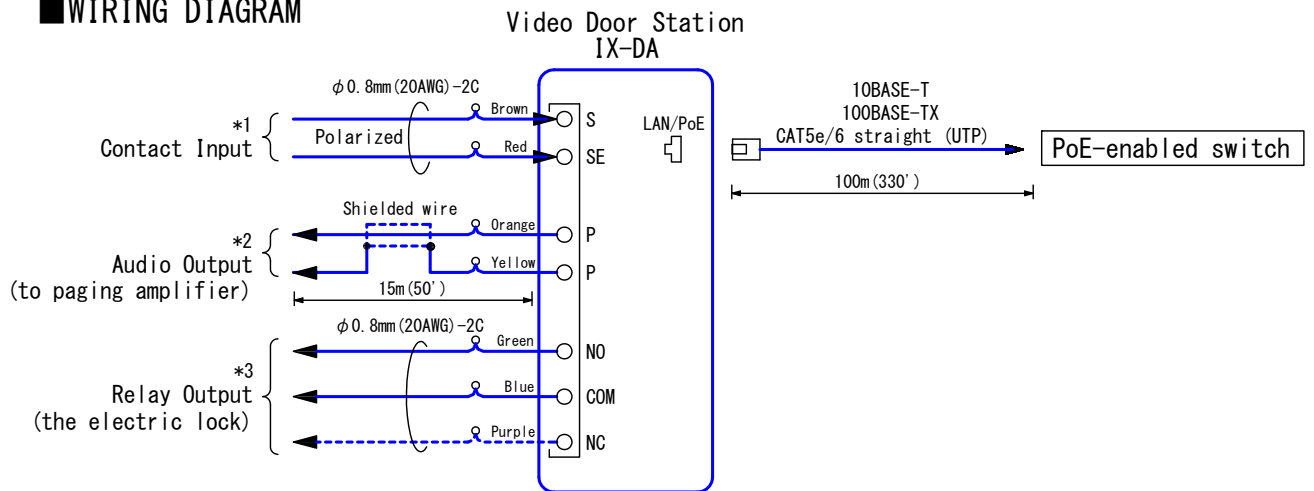 ■WIRING DIAGRAM
Video Door Station
IX-DA
φ0.8mm(20AWG)-2C
*1
Contact Input
Polarized
Brown
S
Red
SE
LAN/PoE
10BASE-T
100BASE-TX
CAT5e/6 straight (UTP)
PoE-enabled switch
100m(330')
Shielded wire
*2
Audio Output
(to paging amplifier)
Orange
P
Yellow
P
15m(50')
φ0.8mm(20AWG)-2C
*3
Relay Output
(the electric lock)
Green
NO
Blue
COM
Purple
NC